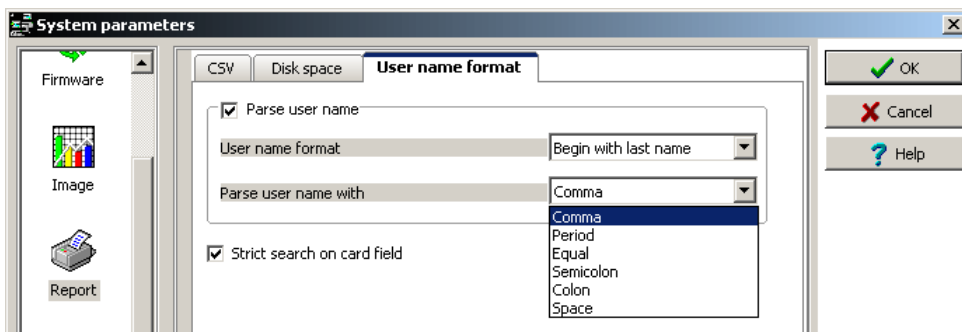 System parameters
Firmware
Image
Report
CSV
Disk space
User name format
Parse user name
User name format
Begin with last name
Parse user name with
Comma
Comma
Period
Equal
Semicolon
Colon
Space
Strict search on card field
OK
Cancel
Help